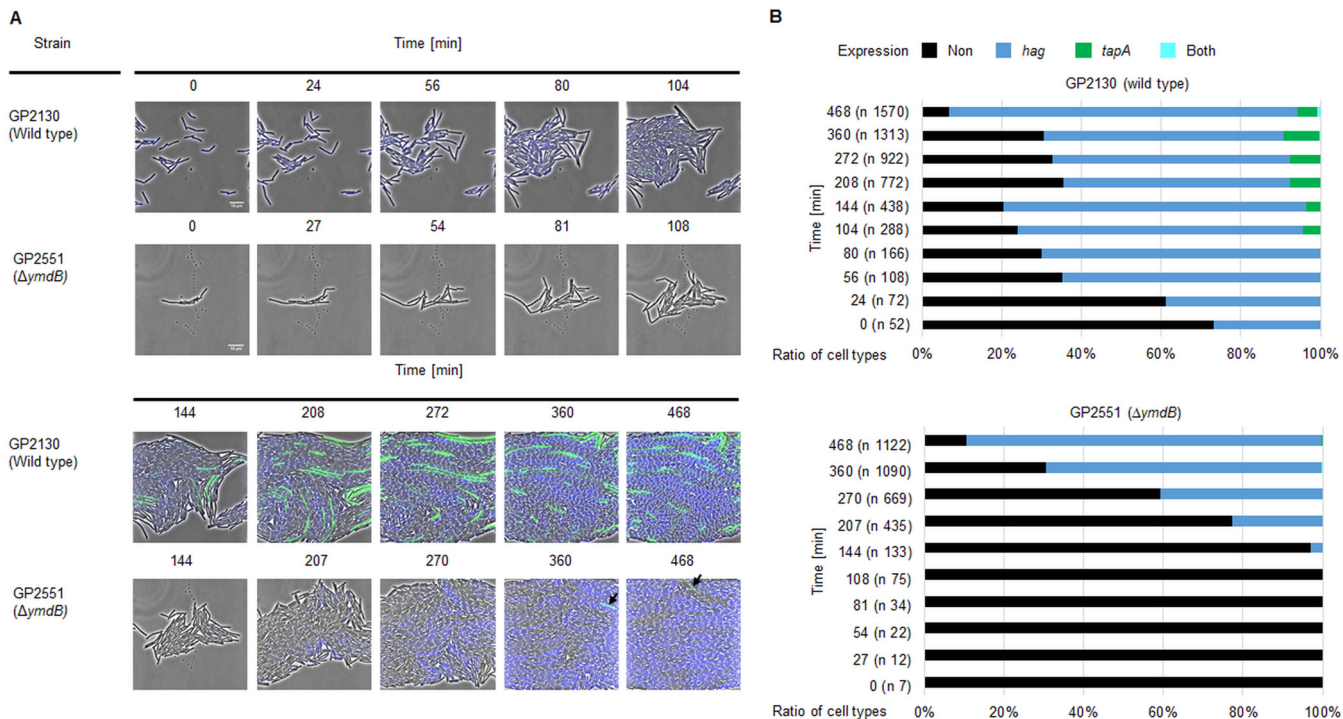 A
Strain
Time [min]
0 24 56 80 104
GP2130
(Wild type)
10 µm
0 27 54 81 108
GP2551
(ΔymdB)
10 µm
Time [min]
144 208 272 360 468
GP2130
(Wild type)
144 207 270 360 468
GP2551
(ΔymdB)
B
Expression Non hag tapA Both
GP2130 (wild type)
Time [min]
468 (n 1570)
360 (n 1313)
272 (n 922)
208 (n 772)
144 (n 438)
104 (n 288)
80 (n 166)
56 (n 108)
24 (n 72)
0 (n 52)
Ratio of cell types 0% 20% 40% 60% 80% 100%
GP2551 (ΔymdB)
Time [min]
468 (n 1122)
360 (n 1090)
270 (n 669)
207 (n 435)
144 (n 133)
108 (n 75)
81 (n 34)
54 (n 22)
27 (n 12)
0 (n 7)
Ratio of cell types 0% 20% 40% 60% 80% 100%